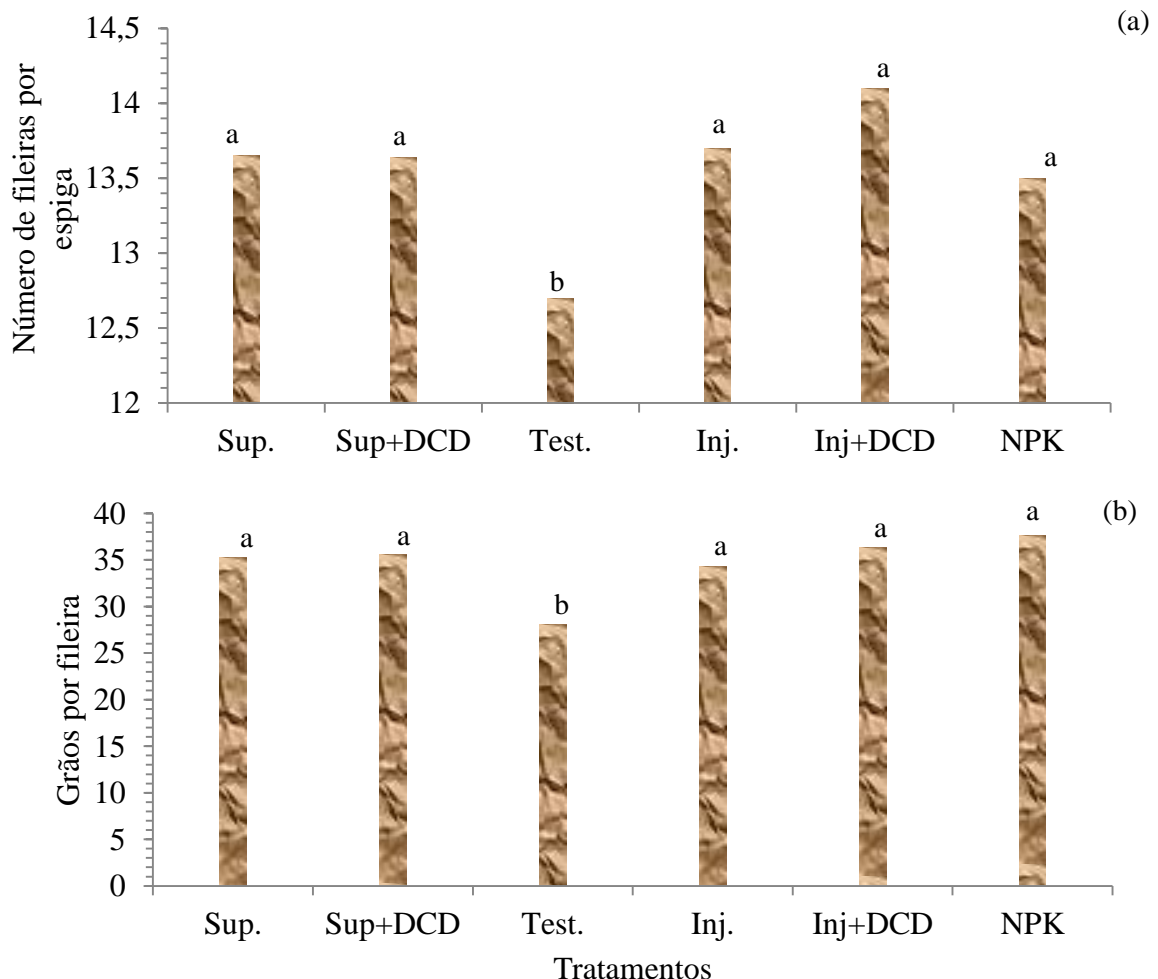 (a)
Número de fileiras por
espiga
14,5
14
13,5
13
12,5
12
a
a
b
a
a
a
Sup.
Sup+DCD
Test.
Inj.
Inj+DCD
NPK
(b)
Grãos por fileira
40
35
30
25
20
15
10
5
0
a
a
b
a
a
a
Sup.
Sup+DCD
Test.
Inj.
Inj+DCD
NPK
Tratamentos